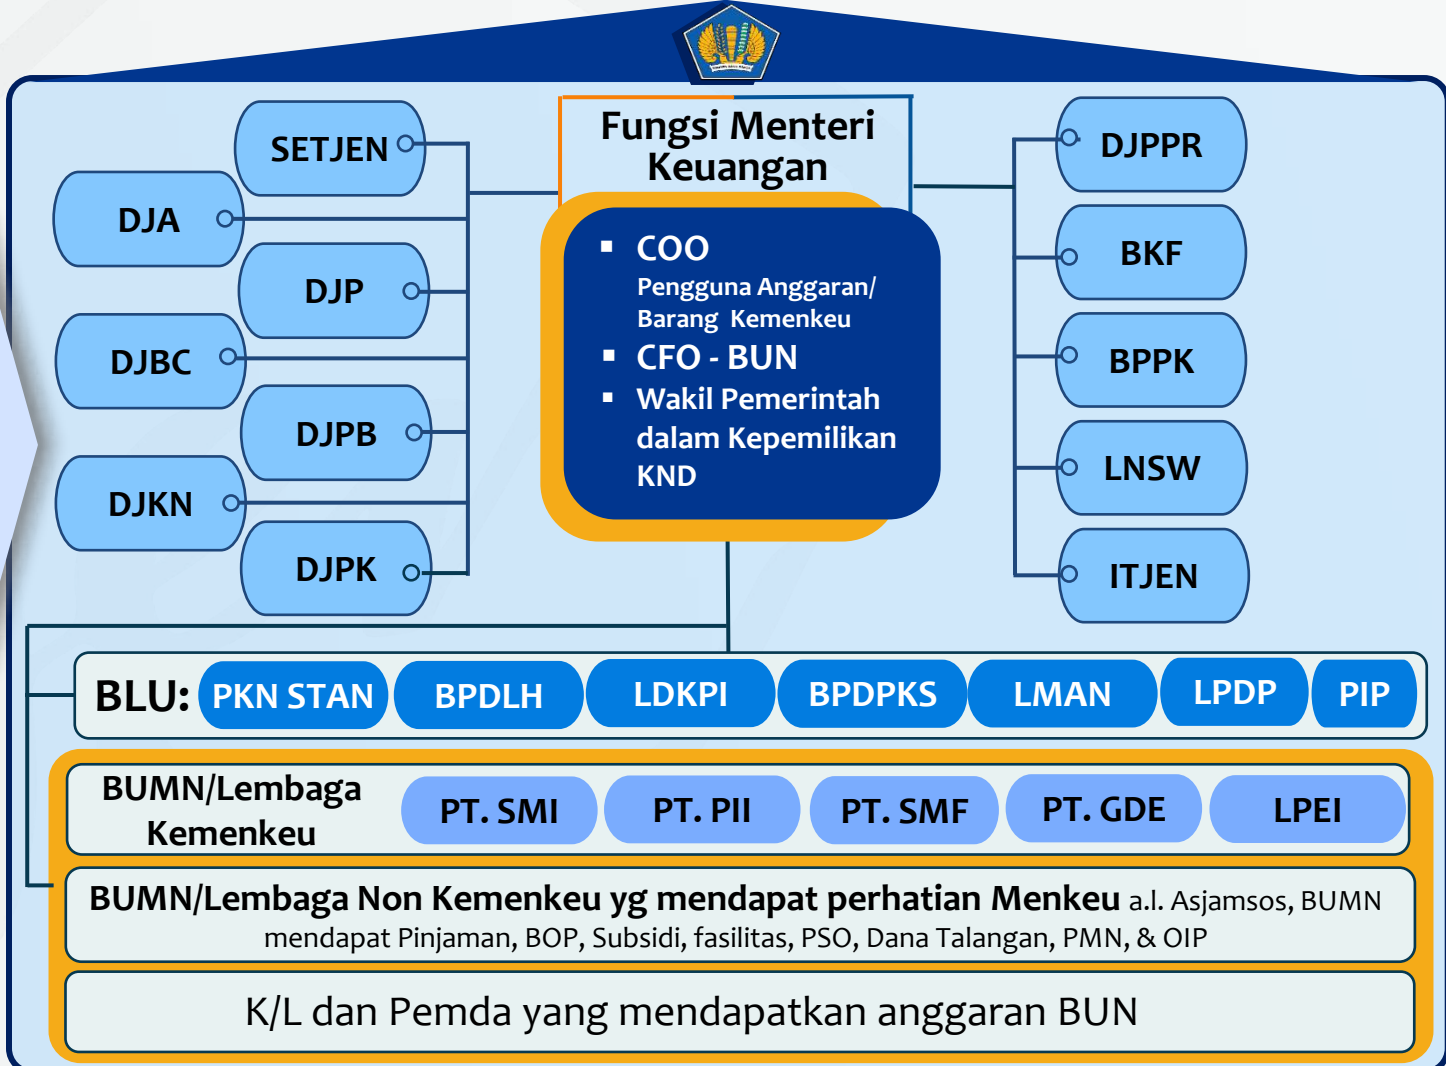 Fungsi Menteri
Keuangan
SETJEN
DJA
DJP
DJBC
DJPB
DJKN
DJPK
▪ COO
Pengguna Anggaran/
Barang Kemenkeu
▪ CFO - BUN
▪ Wakil Pemerintah
dalam Kepemilikan
KND
DJPPR
BKF
BPPK
LNSW
ITJEN
BLU: PKN STAN BPDLH LDKPI BPDPKS LMAN LPDP PIP
BUMN/Lembaga
Kemenkeu
PT. SMI PT. PII PT. SMF PT. GDE LPEI
BUMN/Lembaga Non Kemenkeu yg mendapat perhatian Menkeu a.l. Asjamsos, BUMN
mendapat Pinjaman, BOP, Subsidi, fasilitas, PSO, Dana Talangan, PMN, & OIP
K/L dan Pemda yang mendapatkan anggaran BUN